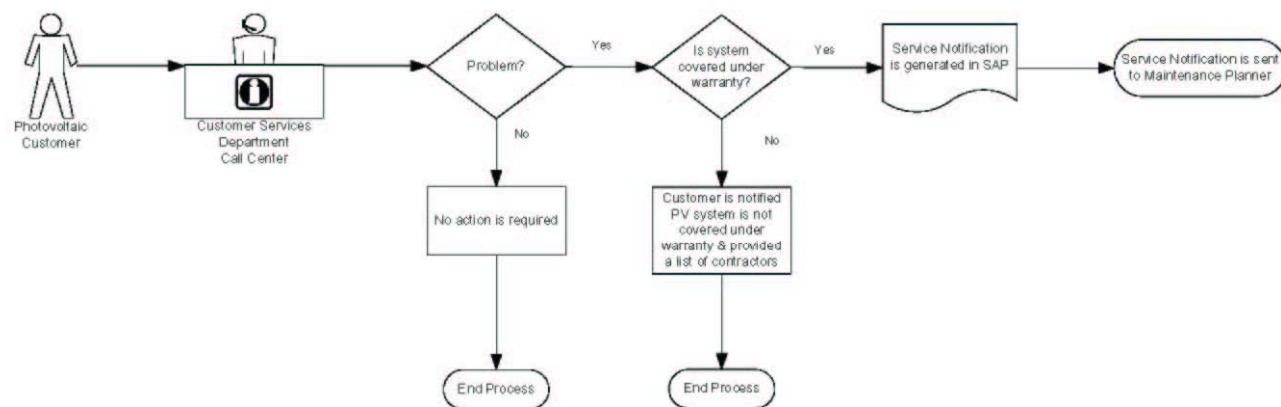 Photovoltaic
Customer
Customer Services
Department
Call Center
Problem?
Yes
No
Is system
covered under
warranty?
Yes
No
Service Notification
is generated in SAP
Service Notification is sent
to Maintenance Planner
No action is required
Customer is notified
PV system is not
covered under
warranty & provided
a list of contractors
End Process
End Process